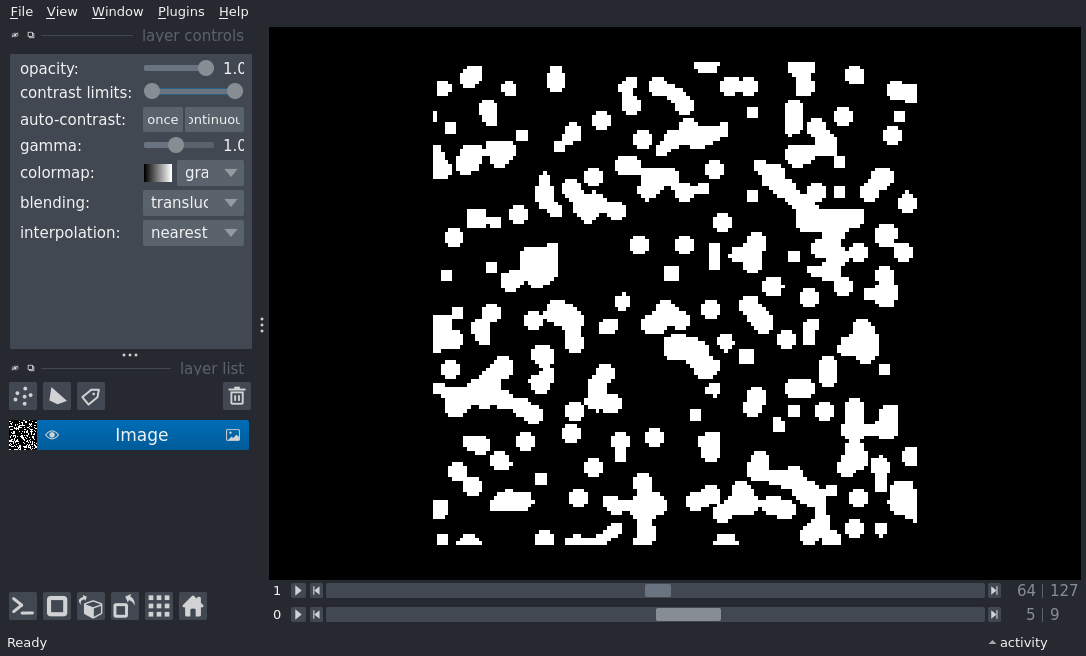 File View Window Plugins Help
layer controls
opacity: 1.0
contrast limits:
auto-contrast: once ontinuou
gamma: 1.0
colormap: gra
blending: transluc
interpolation: nearest
layer list
Image
1 64 127
0 5 9
Ready activity